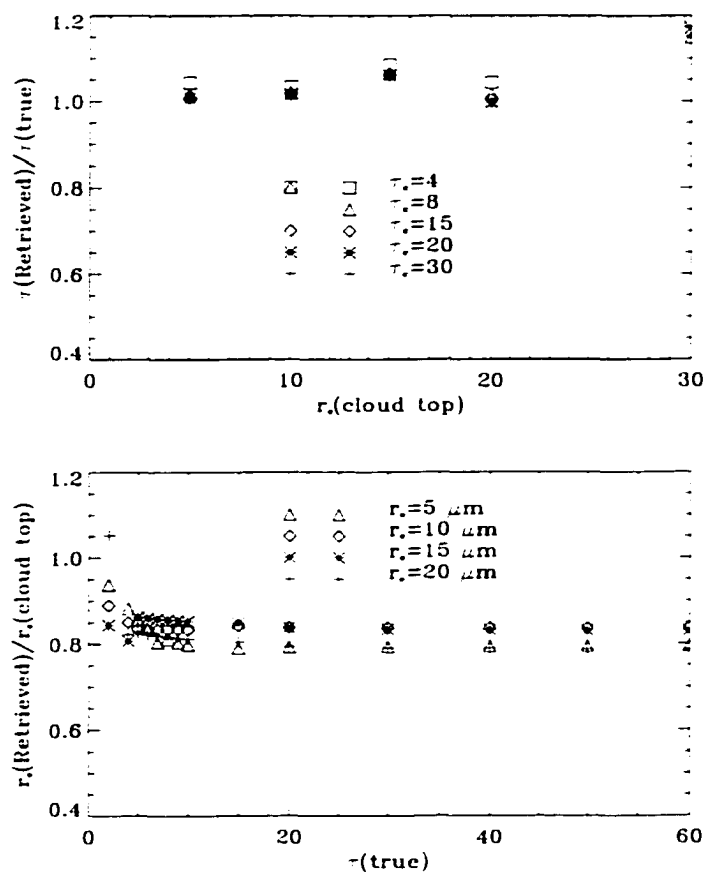 1.2
1.0
0.8
0.6
0.4
τ(Retrieved)/τ(true)
τ.=4
τ.=8
τ.=15
τ.=20
τ.=30
0 10 20 30
r.(cloud top)
1.2
1.0
0.8
0.6
0.4
r.(Retrieved)/r.(cloud top)
r.=5 μm
r.=10 μm
r.=15 μm
r.=20 μm
0 20 40 60
τ(true)